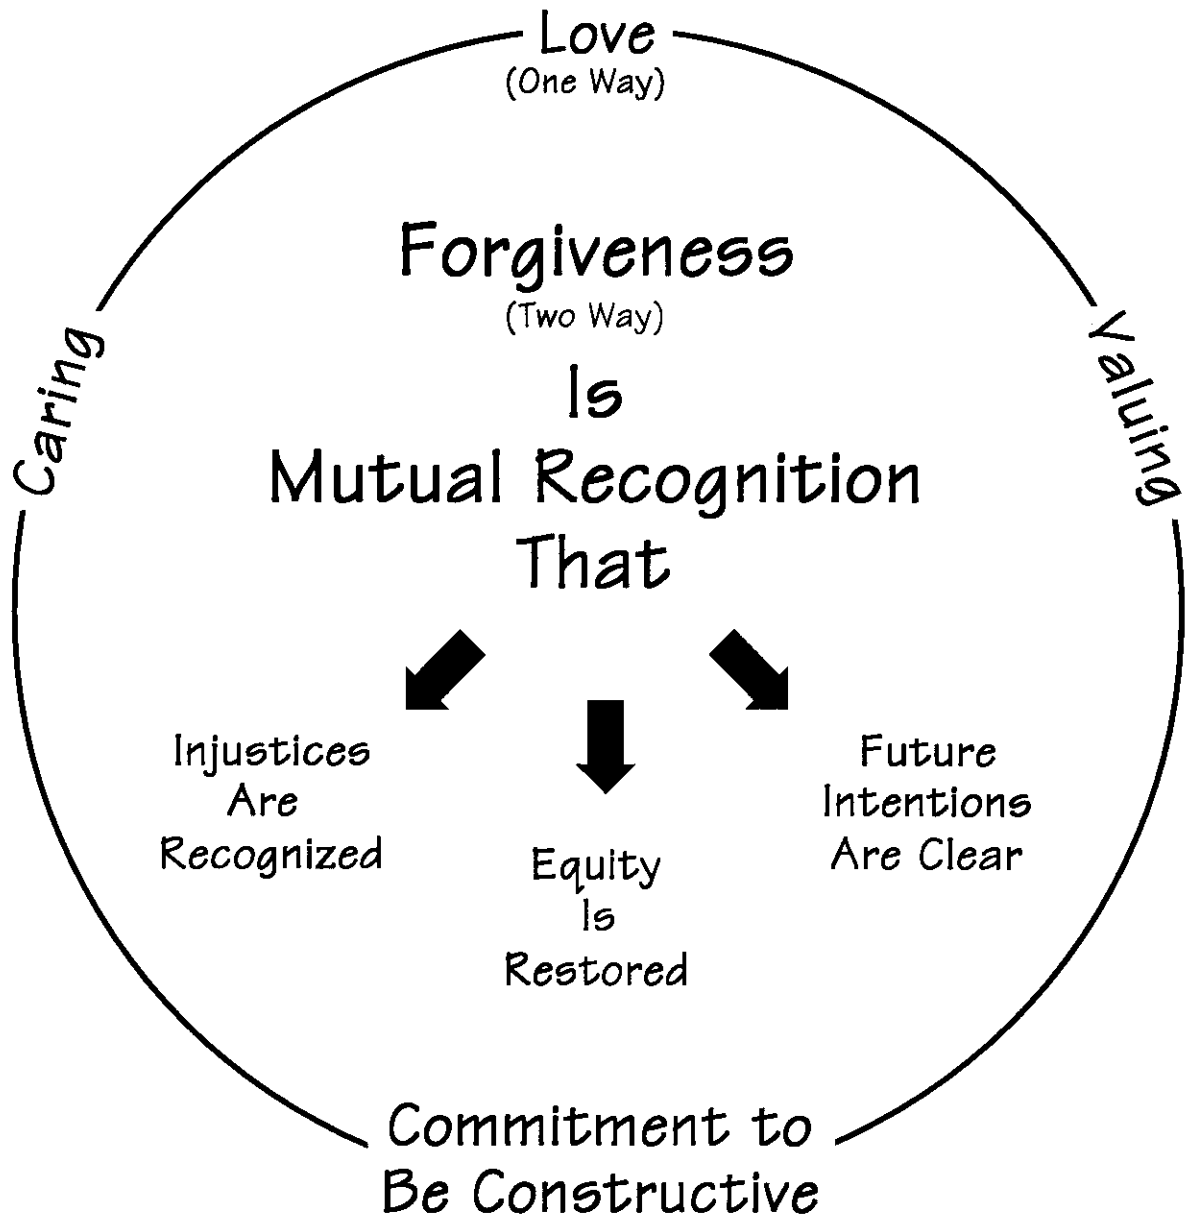 Love
(One Way)
Forgiveness
(Two Way)
Is
Caring
Valuing
Mutual Recognition
That
Injustices
Are
Recognized
Equity
Is
Restored
Future
Intentions
Are Clear
Commitment to
Be Constructive